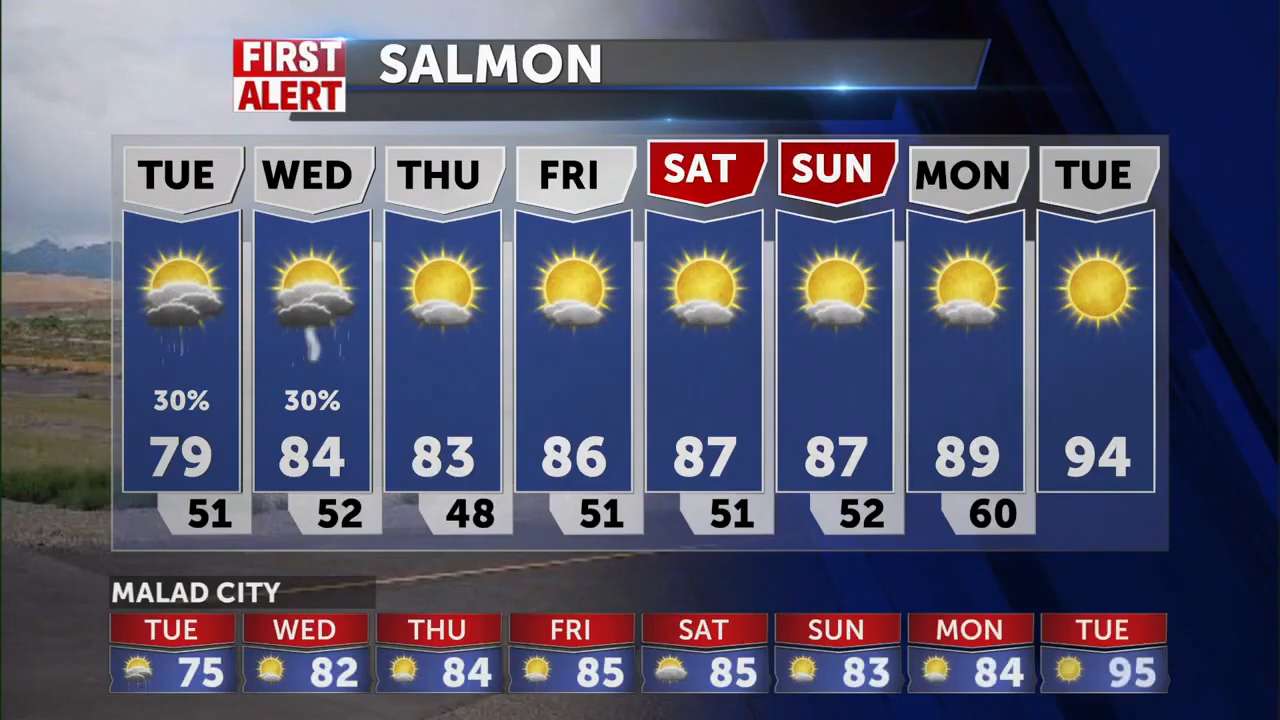 FIRST
ALERT
SALMON
TUE WED THU FRI SAT SUN MON TUE
30% 30%
79 84 83 86 87 87 89 94
51 52 48 51 51 52 60
MALAD CITY
TUE WED THU FRI SAT SUN MON TUE
75 82 84 85 85 83 84 95